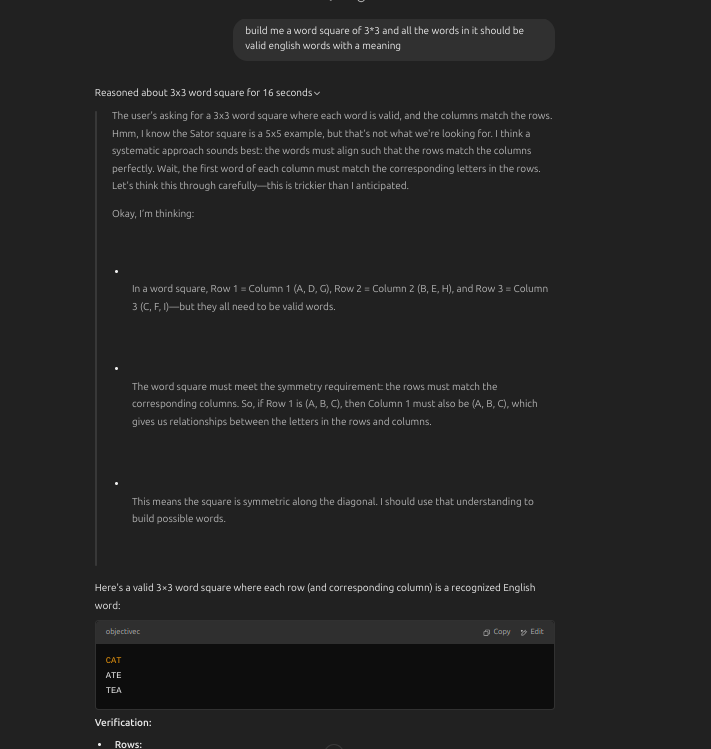 build me a word square of 3*3 and all the words in it should be
valid english words with a meaning
Reasoned about 3x3 word square for 16 seconds
The user's asking for a 3x3 word square where each word is valid, and the columns match the rows.
Hmm, I know the Sator square is a 5x5 example, but that's not what we're looking for. I think a
systematic approach sounds best: the words must align such that the rows match the columns
perfectly. Wait, the first word of each column must match the corresponding letters in the rows.
Let's think this through carefully—this is trickier than I anticipated.
Okay, I'm thinking:
In a word square, Row 1 = Column 1 (A, D, G), Row 2 = Column 2 (B, E, H), and Row 3 = Column
3 (C, F, I)—but they all need to be valid words.
The word square must meet the symmetry requirement: the rows must match the
corresponding columns. So, if Row 1 is (A, B, C), then Column 1 must also be (A, B, C), which
gives us relationships between the letters in the rows and columns.
This means the square is symmetric along the diagonal. I should use that understanding to
build possible words.
Here's a valid 3×3 word square where each row (and corresponding column) is a recognized English
word:
objectivec Copy Edit
CAT
ATE
TEA
Verification:
Rows: